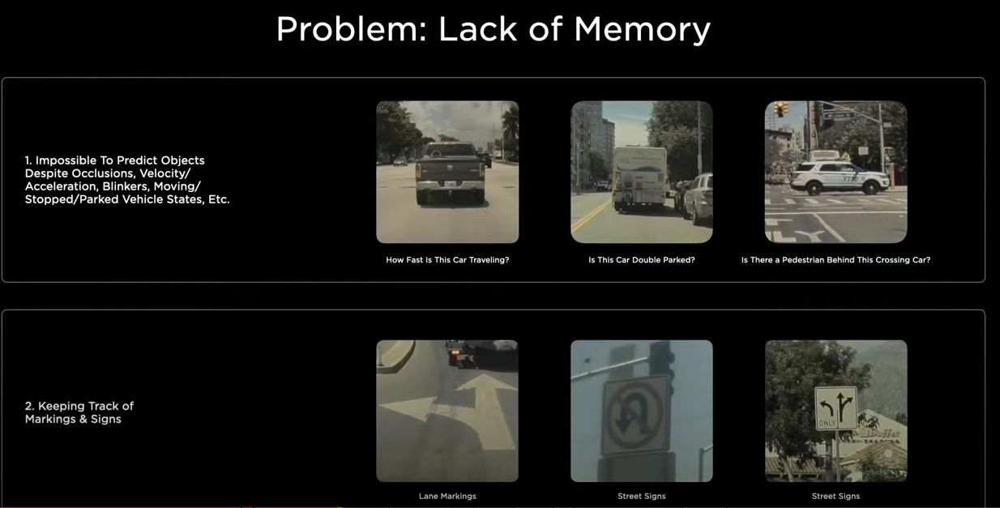 Problem: Lack of Memory
1. Impossible To Predict Objects
Despite Occlusions, Velocity/
Acceleration, Blinkers, Moving/
Stopped/Parked Vehicle States, Etc.
How Fast Is This Car Traveling?
Is This Car Double Parked?
Is There a Pedestrian Behind This Crossing Car?
2. Keeping Track of
Markings & Signs
ONLY
Buffet
Lane Markings
Street Signs
Street Signs